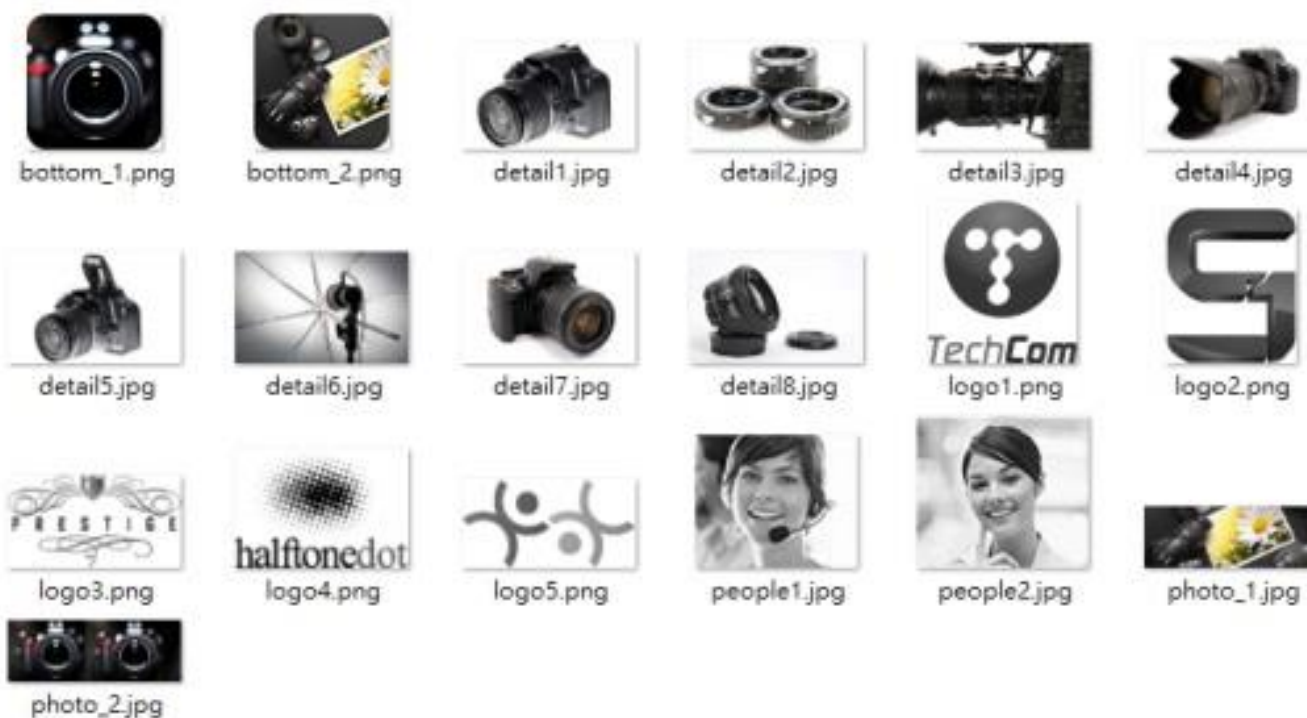 bottom_1.png
bottom_2.png
detail1.jpg
detail2.jpg
detail3.jpg
detail4.jpg
detail5.jpg
detail6.jpg
detail7.jpg
detail8.jpg
TechCom
logo1.png
logo2.png
PRESTIGE
logo3.png
halftonedot
logo4.png
logo5.png
people1.jpg
people2.jpg
photo_1.jpg
photo_2.jpg